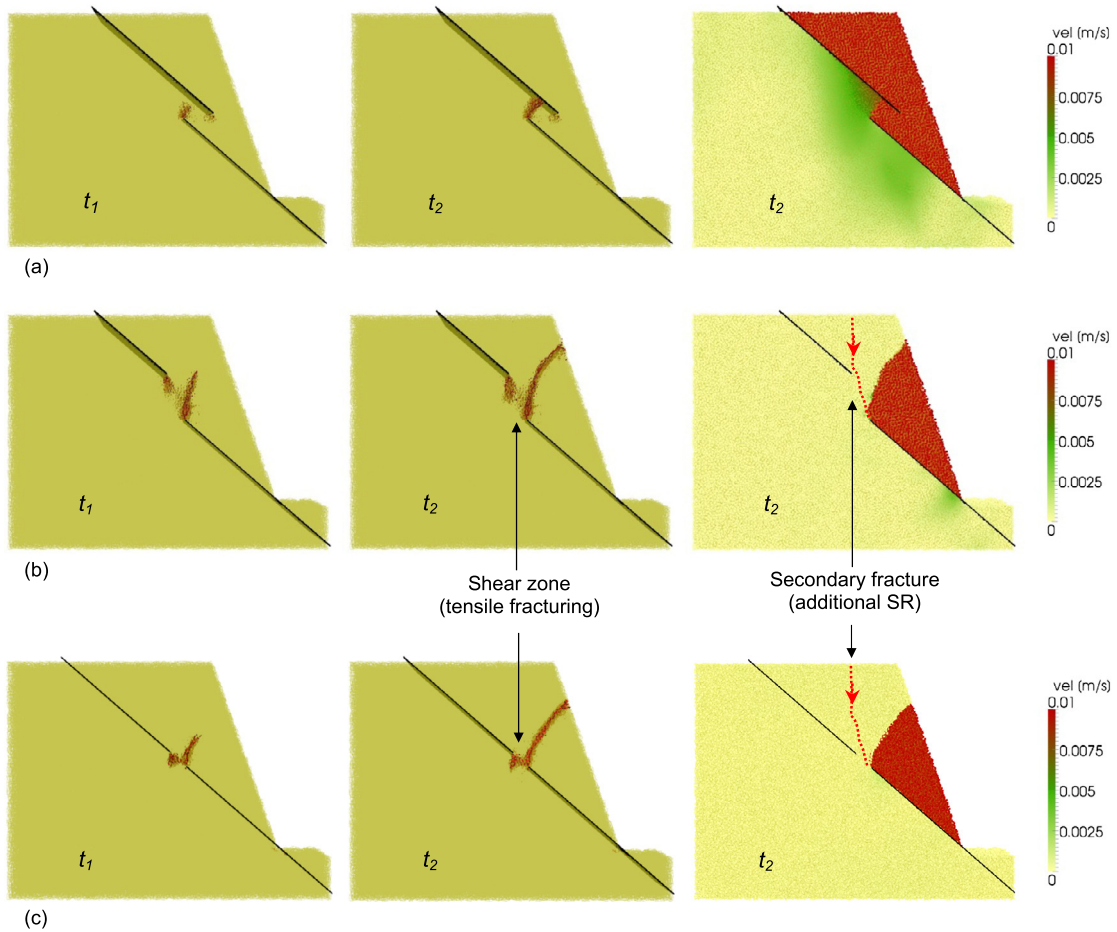 vel (m/s)
0.01
0.0075
0.005
0.0025
0
t1
t2
t2
(a)
vel (m/s)
0.01
0.0075
0.005
0.0025
0
t1
t2
t2
(b)
Shear zone
(tensile fracturing)
Secondary fracture
(additional SR)
vel (m/s)
0.01
0.0075
0.005
0.0025
0
t1
t2
t2
(c)